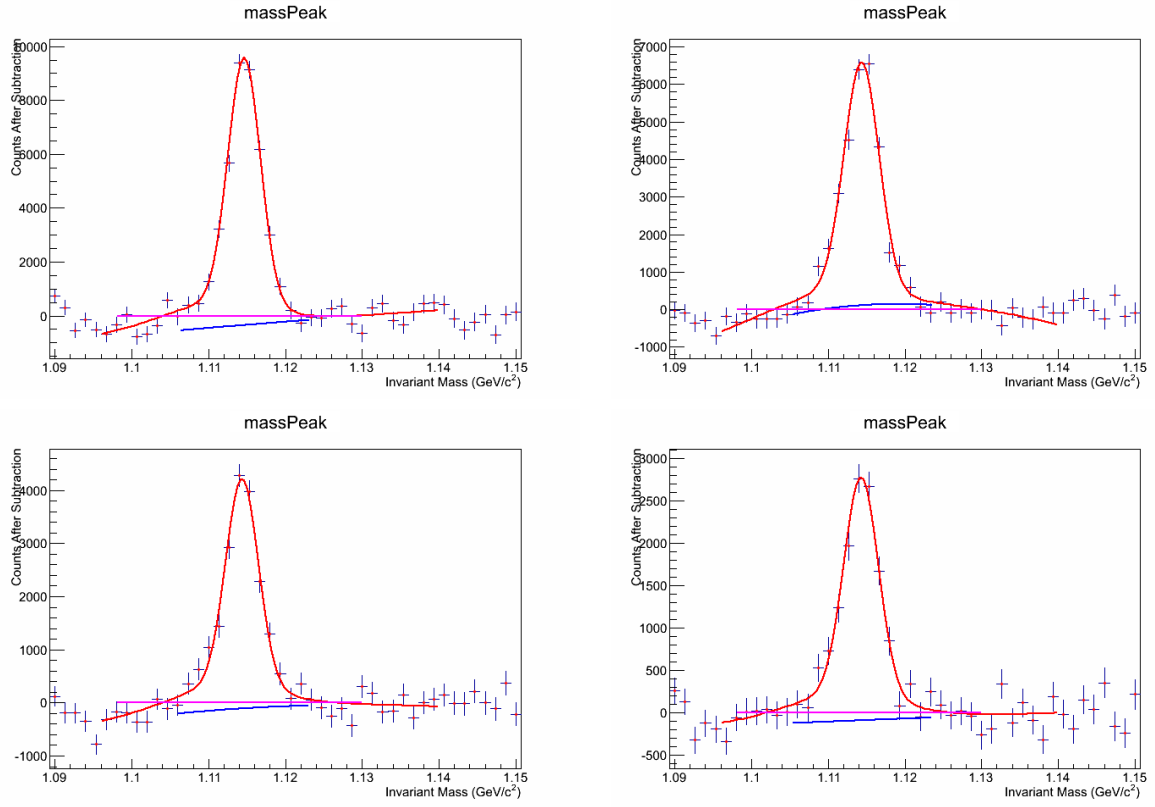 massPeak
Counts After Subtraction
10000
8000
6000
4000
2000
0
1.09 1.1 1.11 1.12 1.13 1.14 1.15
Invariant Mass (GeV/c²)
massPeak
Counts After Subtraction
7000
6000
5000
4000
3000
2000
1000
0
-1000
1.09 1.1 1.11 1.12 1.13 1.14 1.15
Invariant Mass (GeV/c²)
massPeak
Counts After Subtraction
4000
3000
2000
1000
0
-1000
1.09 1.1 1.11 1.12 1.13 1.14 1.15
Invariant Mass (GeV/c²)
massPeak
Counts After Subtraction
3000
2500
2000
1500
1000
500
0
-500
1.09 1.1 1.11 1.12 1.13 1.14 1.15
Invariant Mass (GeV/c²)